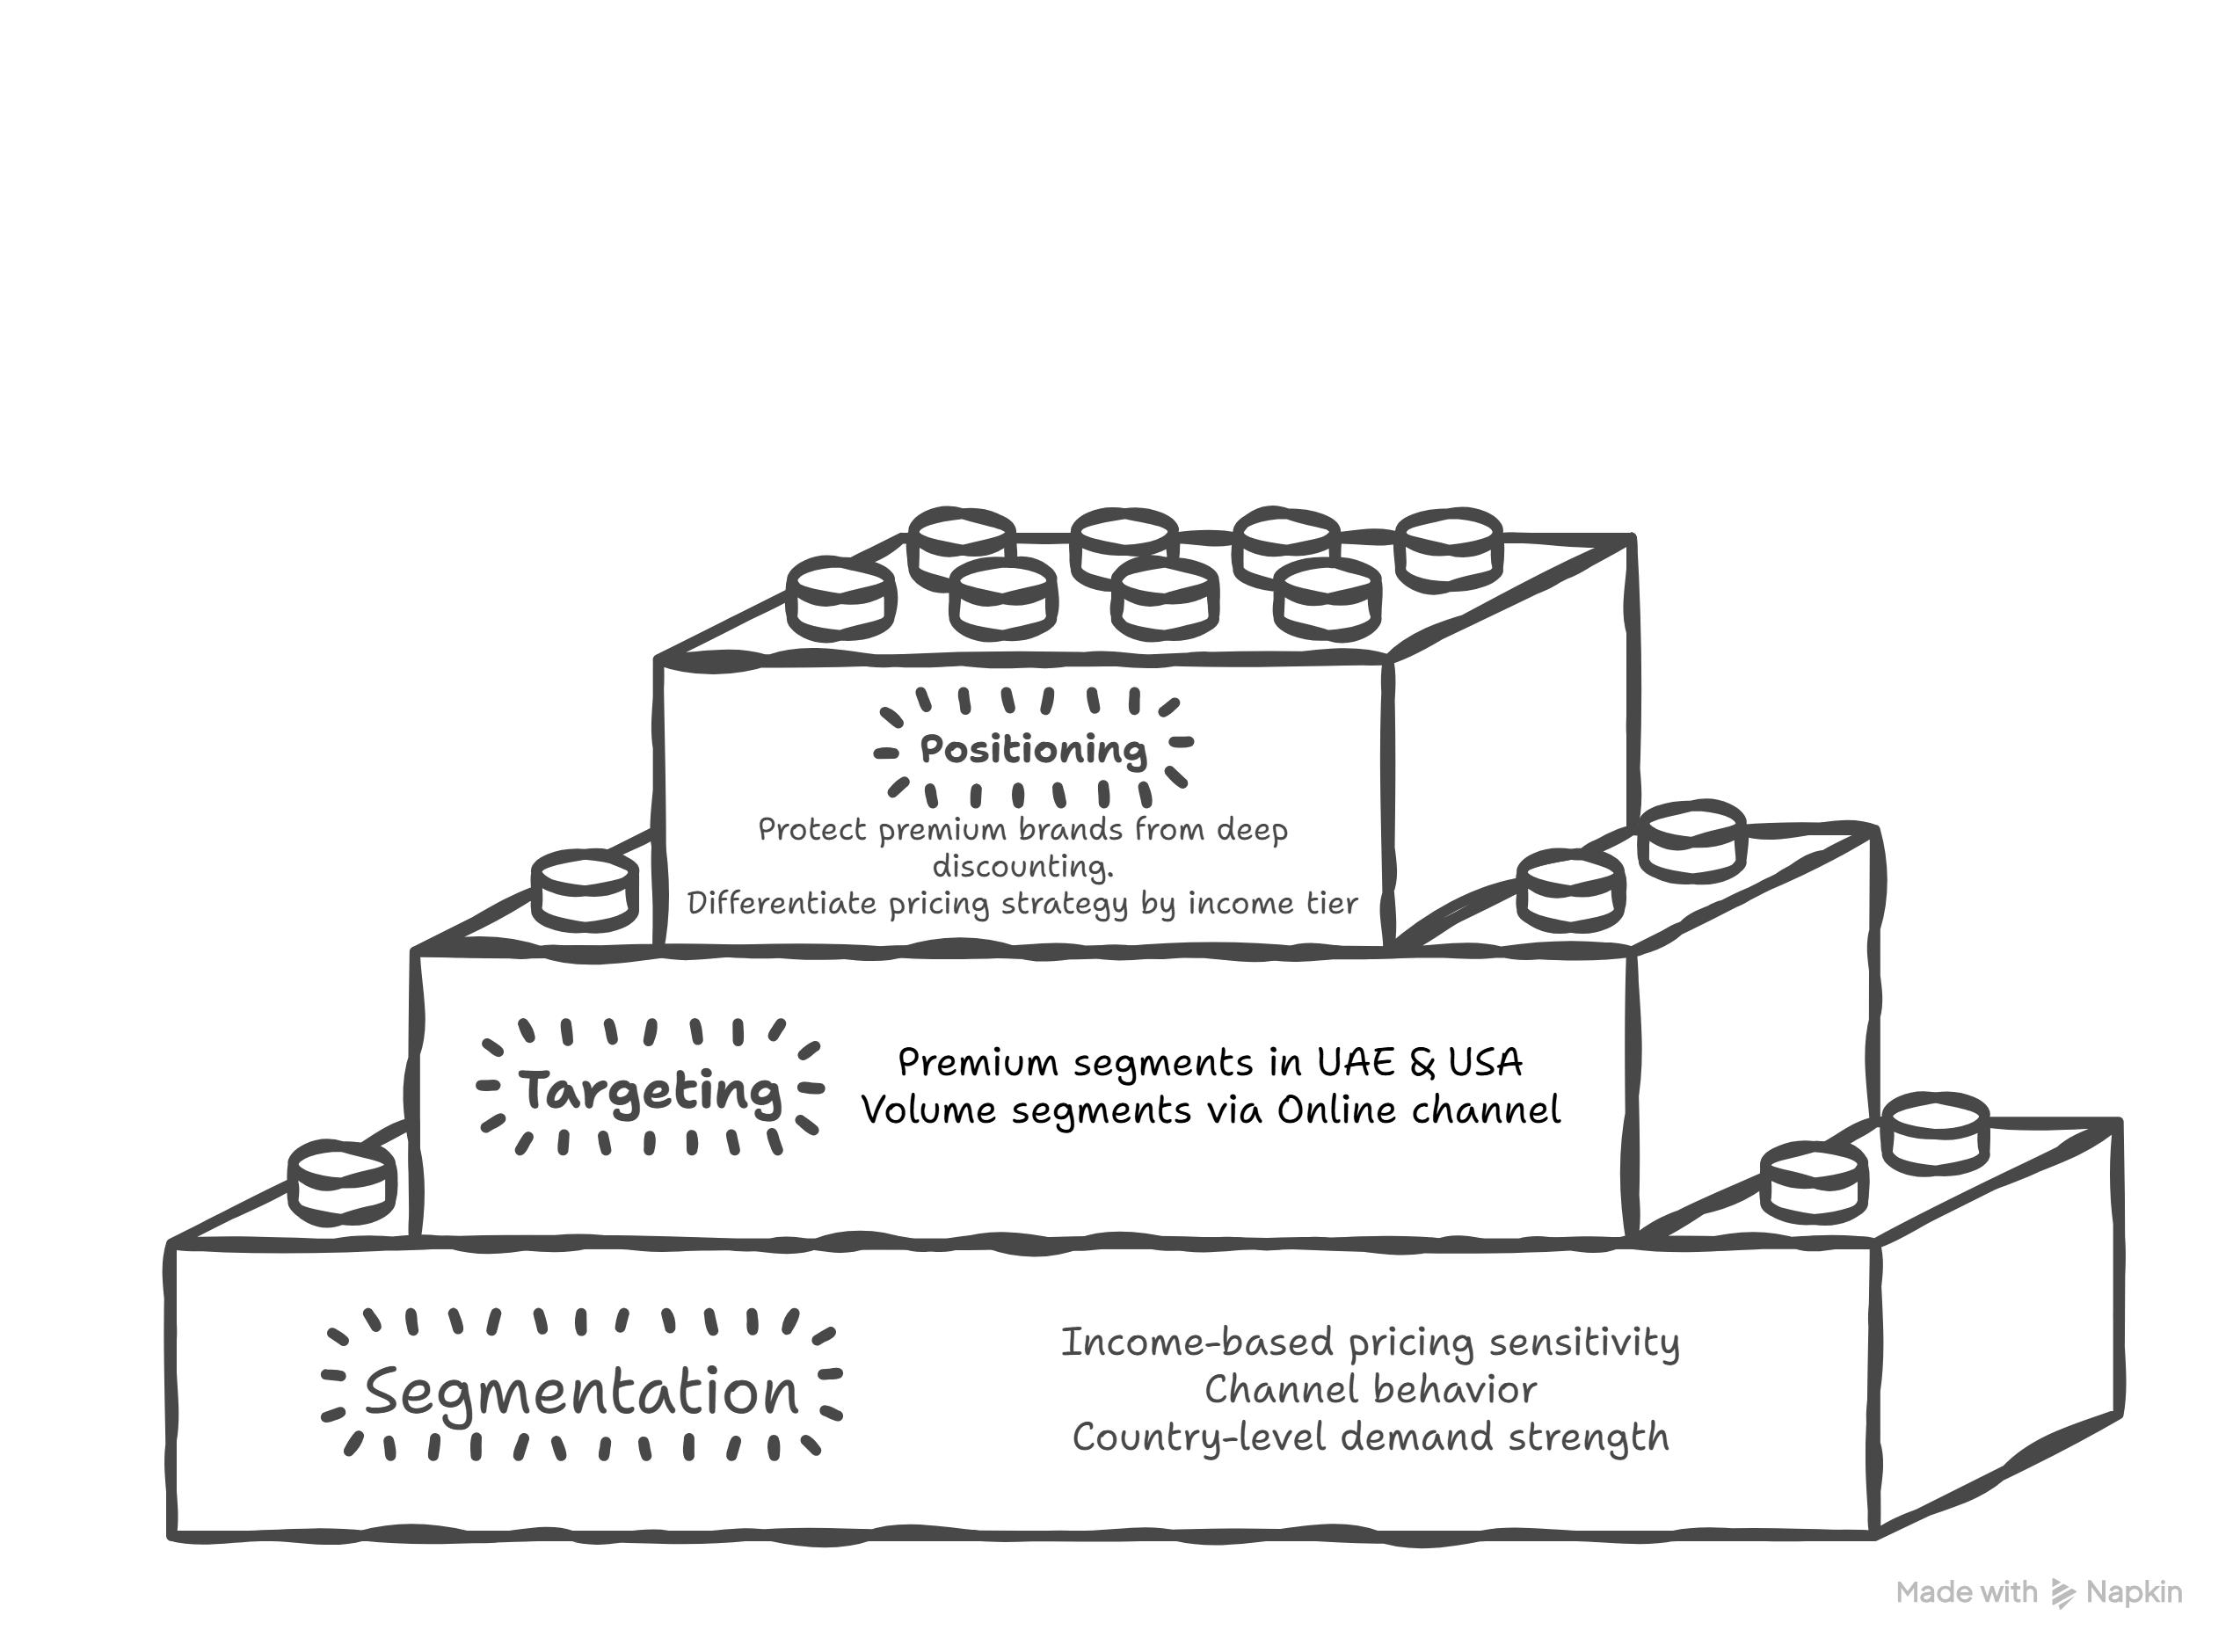 Positioning
Protect premium brands from deep
discounting.
Differentiate pricing strategy by income tier
Targeting
Premium segments in UAE & USA
Volume segments via Online channel
Segmentation
Income-based pricing sensitivity
Channel behavior
Country-level demand strength
Made with Napkin